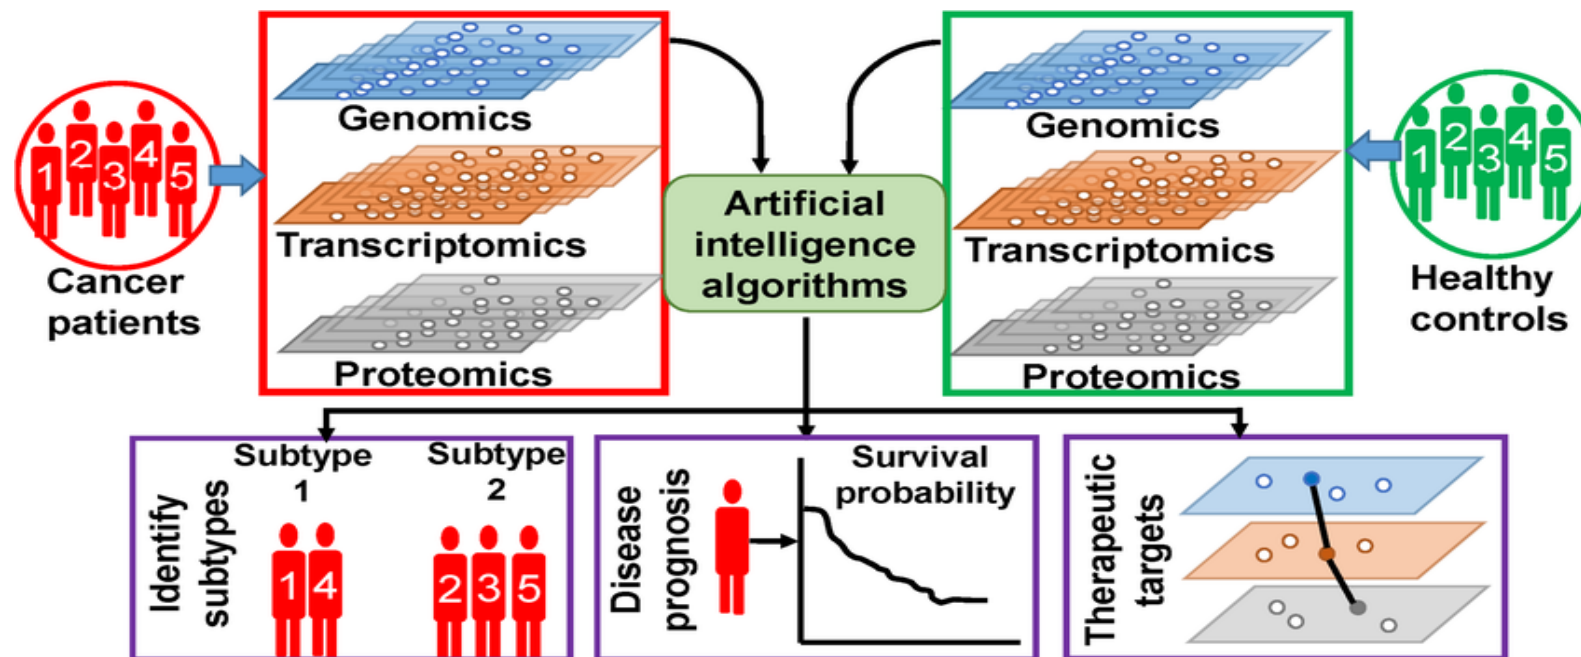 Genomics
Transcriptomics
Proteomics
1
2
3
4
5
Cancer
patients
Artificial
intelligence
algorithms
Genomics
Transcriptomics
Proteomics
1
2
3
4
5
Healthy
controls
Identify
subtypes
Subtype
1
1 4
Subtype
2
2 3 5
Disease
prognosis
Survival
probability
Therapeutic
targets